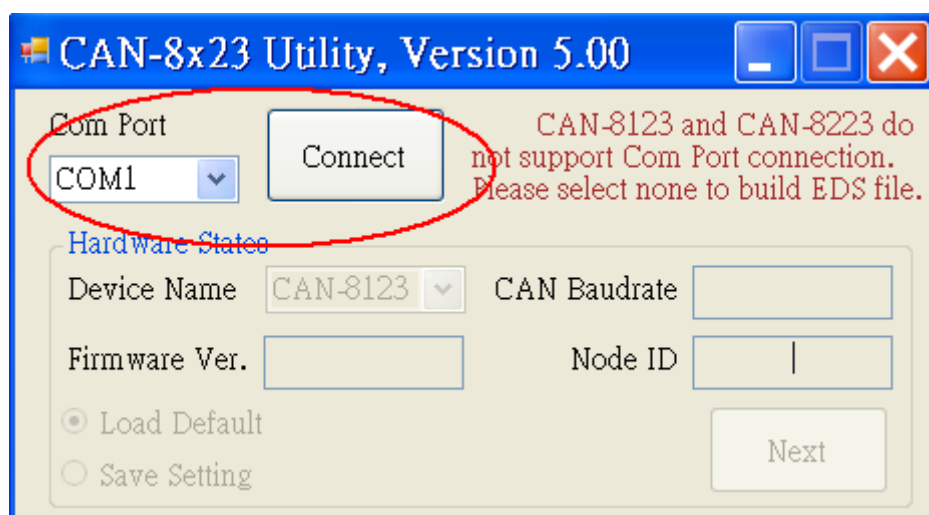 CAN-8x23 Utility, Version 5.00
Com Port
COM1
Connect
CAN-8123 and CAN-8223 do
not support Com Port connection.
Please select none to build EDS file.
Hardware States
Device Name
CAN-8123
CAN Baudrate
Firmware Ver.
Node ID
Load Default
Save Setting
Next